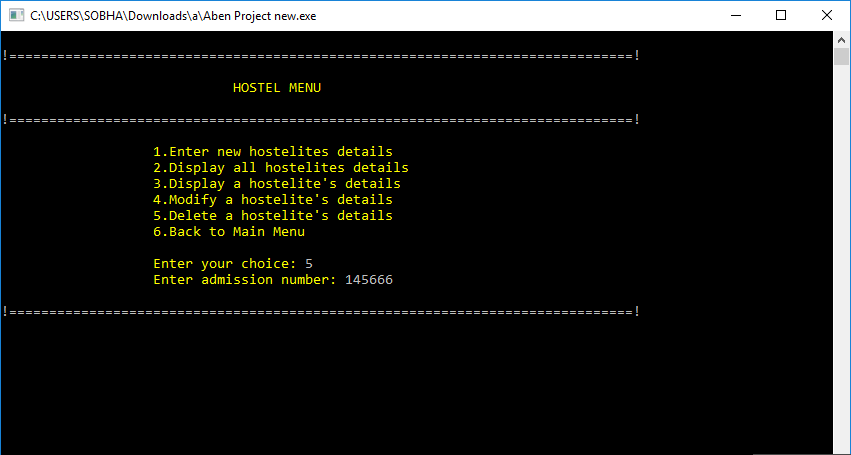 C:\USERS\SOBHA\Downloads\a\Aben Project new.exe
!==============================================================================!
HOSTEL MENU
!==============================================================================!
1.Enter new hostelites details
2.Display all hostelites details
3.Display a hostelite's details
4.Modify a hostelite's details
5.Delete a hostelite's details
6.Back to Main Menu
Enter your choice: 5
Enter admission number: 145666
!==============================================================================!